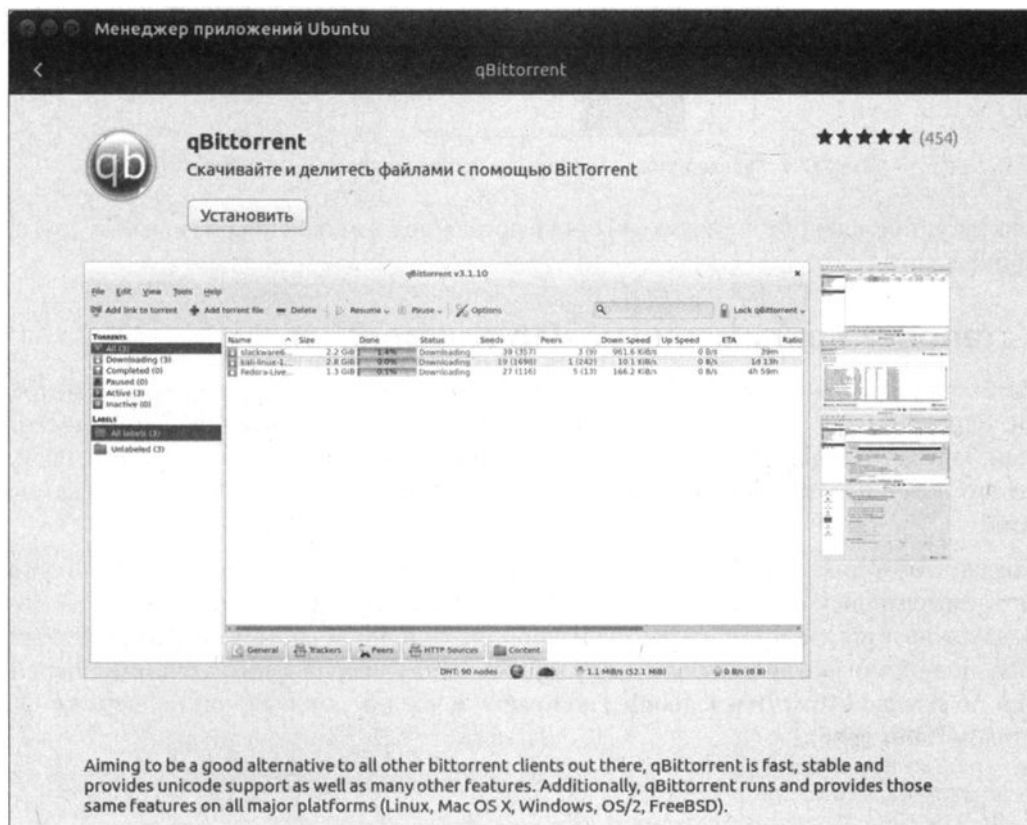 Менеджер приложений Ubuntu
qBittorrent
qb
qBittorrent
★★★★★ (454)
Скачивайте и делитесь файлами с помощью BitTorrent
Установить
qBittorrent v3.1.10
File Edit View Tools Help
Add link to torrent Add torrent file Delete Resume Pause Options Lock qBittorrent
TORRENTS
All (3)
Downloading (3)
Completed (0)
Paused (0)
Active (3)
Inactive (0)
LABELS
All labels (3)
Unlabeled (3)
Name Size Done Status Seeds Peers Down Speed Up Speed ETA Ratio
slackware6... 2.2 GiB 1.4% Downloading 39 (357) 3 (9) 961.6 KiB/s 0 B/s 39m
kali-linux-1... 2.8 GiB 0.0% Downloading 19 (1696) 1 (242) 10.1 KiB/s 0 B/s 1d 13h
Fedora-Live... 1.3 GiB 0.1% Downloading 27 (116) 5 (13) 166.2 KiB/s 0 B/s 4h 59m
General Trackers Peers HTTP Sources Content
DHT: 90 nodes 1.1 MiB/s (52.1 MiB) 0 B/s (0 B)
Aiming to be a good alternative to all other bittorrent clients out there, qBittorrent is fast, stable and
provides unicode support as well as many other features. Additionally, qBittorrent runs and provides those
same features on all major platforms (Linux, Mac OS X, Windows, OS/2, FreeBSD).